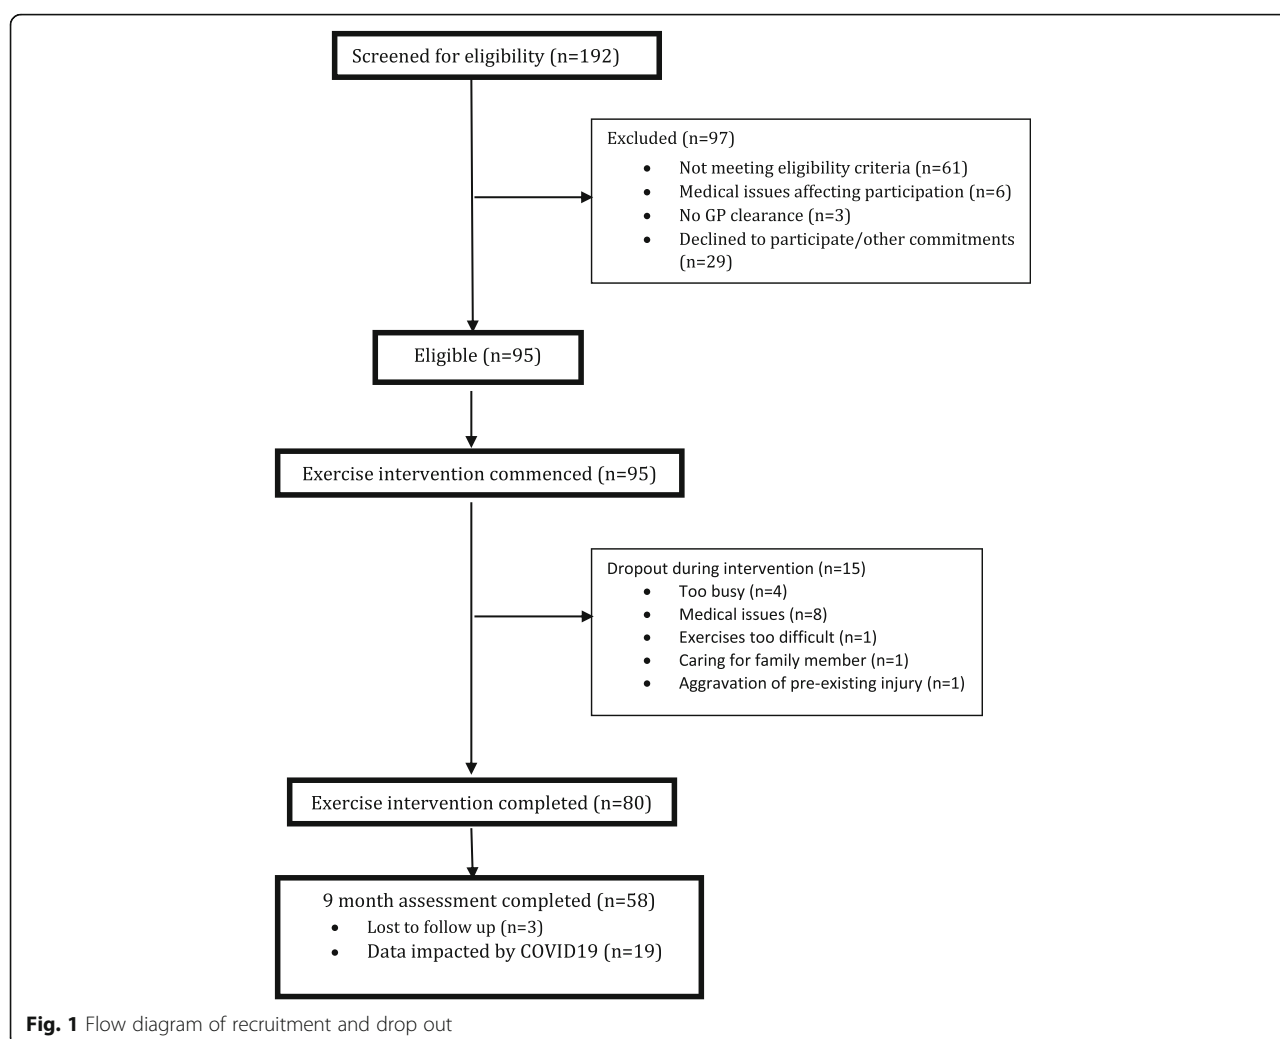 Screened for eligibility (n=192)
Excluded (n=97)
• Not meeting eligibility criteria (n=61)
• Medical issues affecting participation (n=6)
• No GP clearance (n=3)
• Declined to participate/other commitments
(n=29)
Eligible (n=95)
Exercise intervention commenced (n=95)
Dropout during intervention (n=15)
• Too busy (n=4)
• Medical issues (n=8)
• Exercises too difficult (n=1)
• Caring for family member (n=1)
• Aggravation of pre-existing injury (n=1)
Exercise intervention completed (n=80)
9 month assessment completed (n=58)
• Lost to follow up (n=3)
• Data impacted by COVID19 (n=19)
Fig. 1 Flow diagram of recruitment and drop out